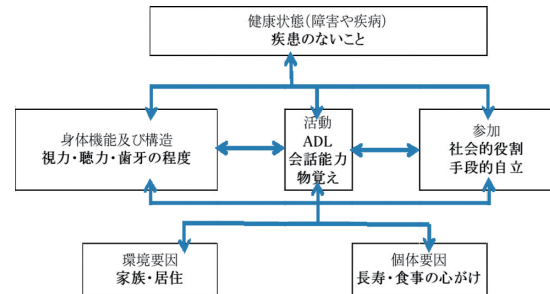 健康状態(障害や疾病)
疾患のないこと
身体機能及び構造
視力・聴力・歯牙の程度
活動
ADL
会話能力
物覚え
参加
社会的役割
手段的自立
環境要因
家族・居住
個体要因
長寿・食事の心がけ